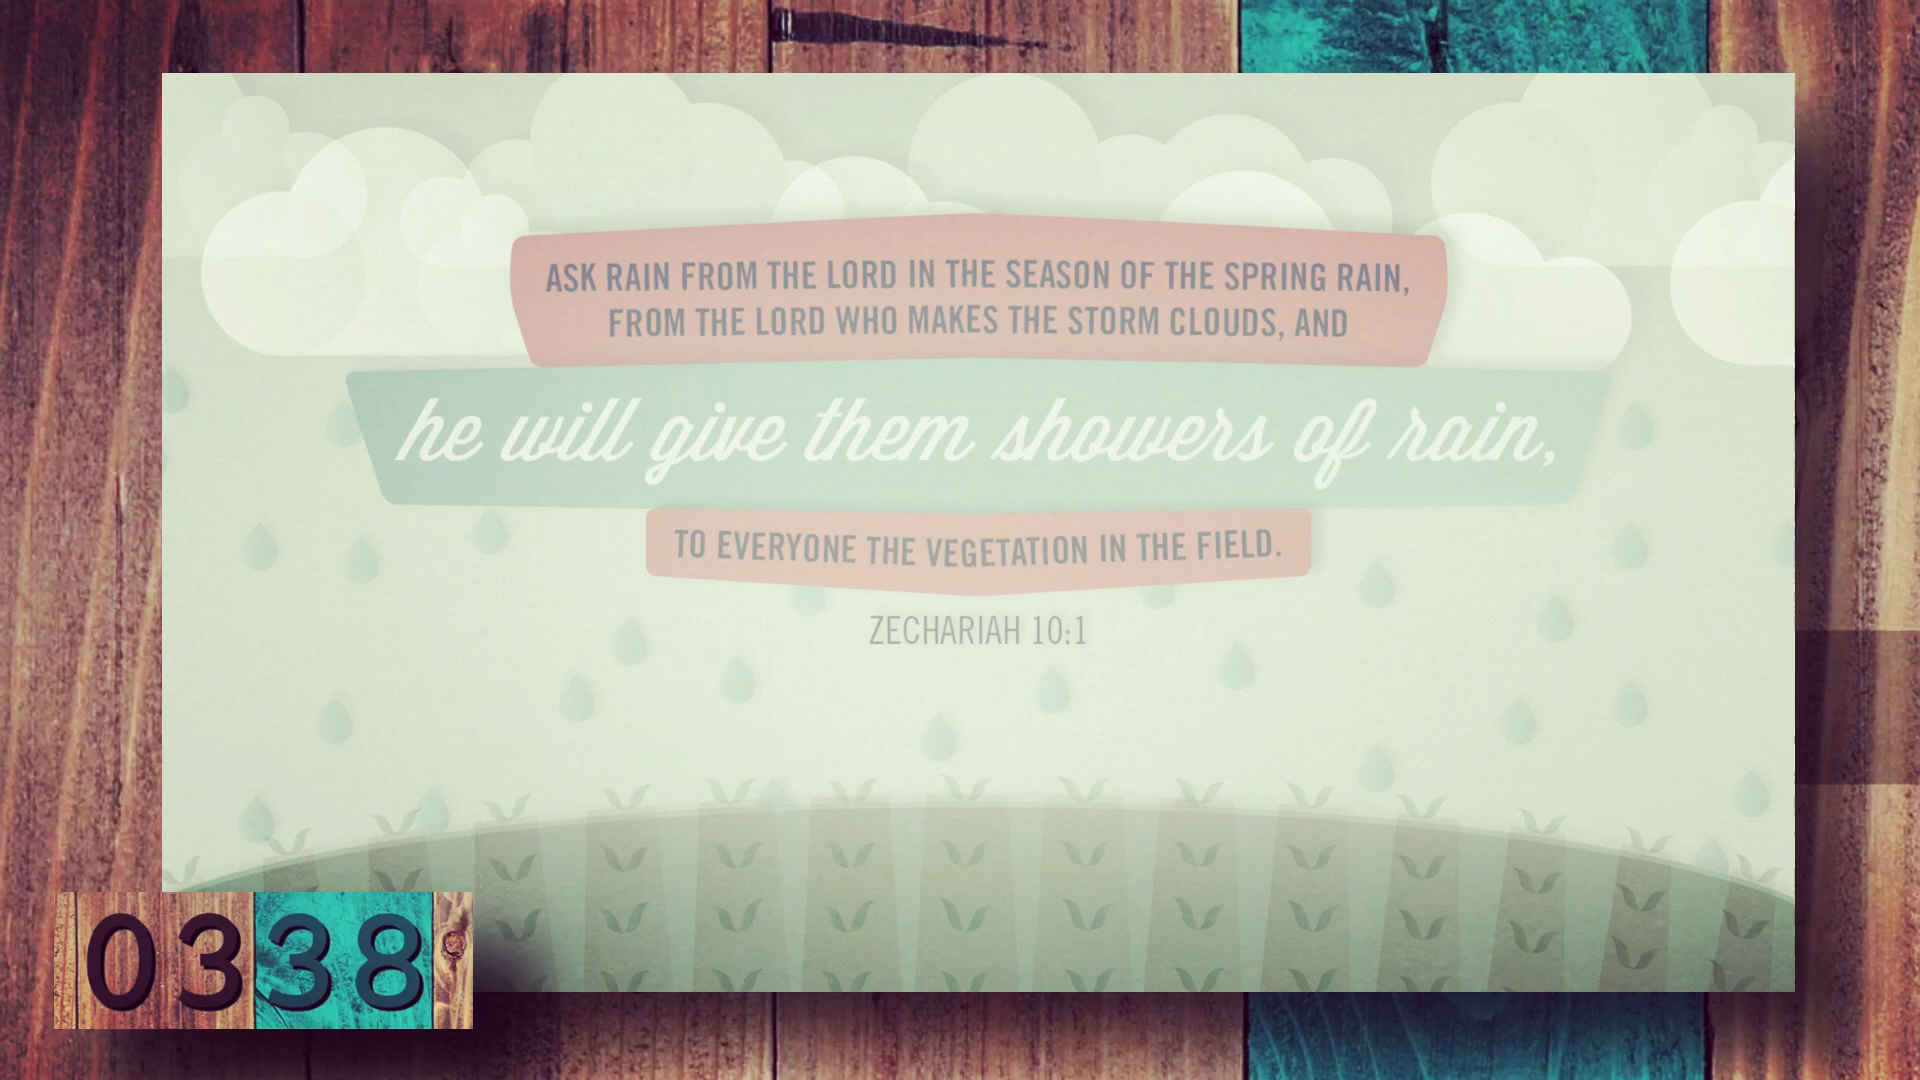 ASK RAIN FROM THE LORD IN THE SEASON OF THE SPRING RAIN,
FROM THE LORD WHO MAKES THE STORM CLOUDS, AND
he will give them showers of rain,
TO EVERYONE THE VEGETATION IN THE FIELD.
ZECHARIAH 10:1
0338